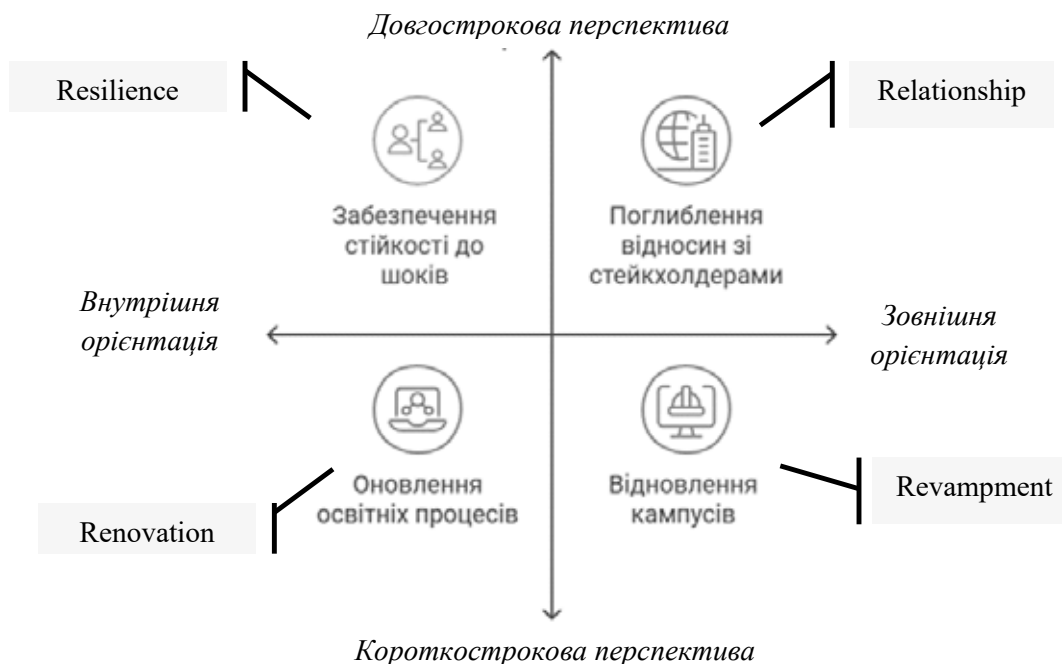 Довгострокова перспектива
Resilience
Relationship
Забезпечення
стійкості до
шоків
Поглиблення
відносин зі
стейкхолдерами
Внутрішня
орієнтація
Зовнішня
орієнтація
Оновлення
освітніх процесів
Відновлення
кампусів
Renovation
Revampment
Короткострокова перспектива